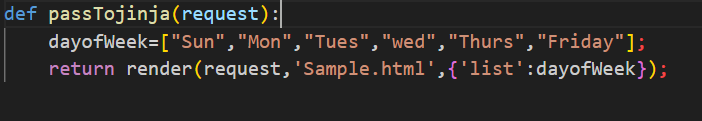 def passTojinja(request):
dayofWeek=["Sun","Mon","Tues","wed","Thurs","Friday"];
return render(request,'Sample.html',{'list':dayofWeek});